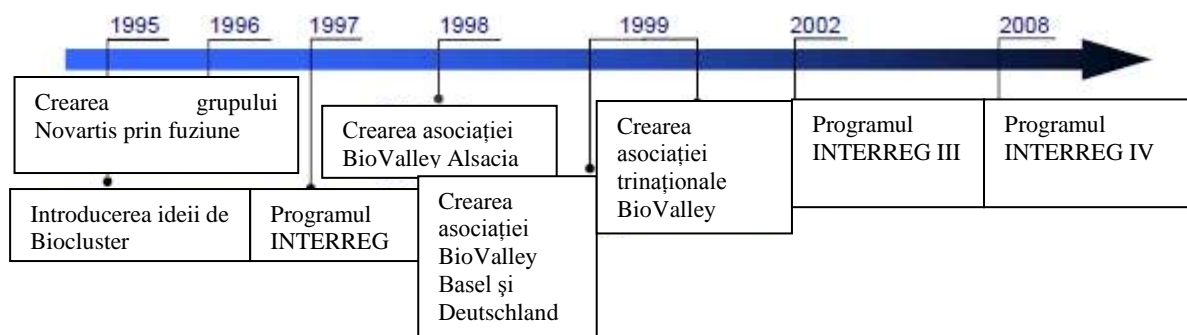 1995
1996
1997
1998
1999
2002
2008
Crearea grupului
Novartis prin fuziune
Introducerea ideii de
Biocluster
Programul
INTERREG
Crearea asociației
BioValley Alsacia
Crearea
asociației
BioValley
Basel și
Deutschland
Crearea
asociației
trinaționale
BioValley
Programul
INTERREG III
Programul
INTERREG IV